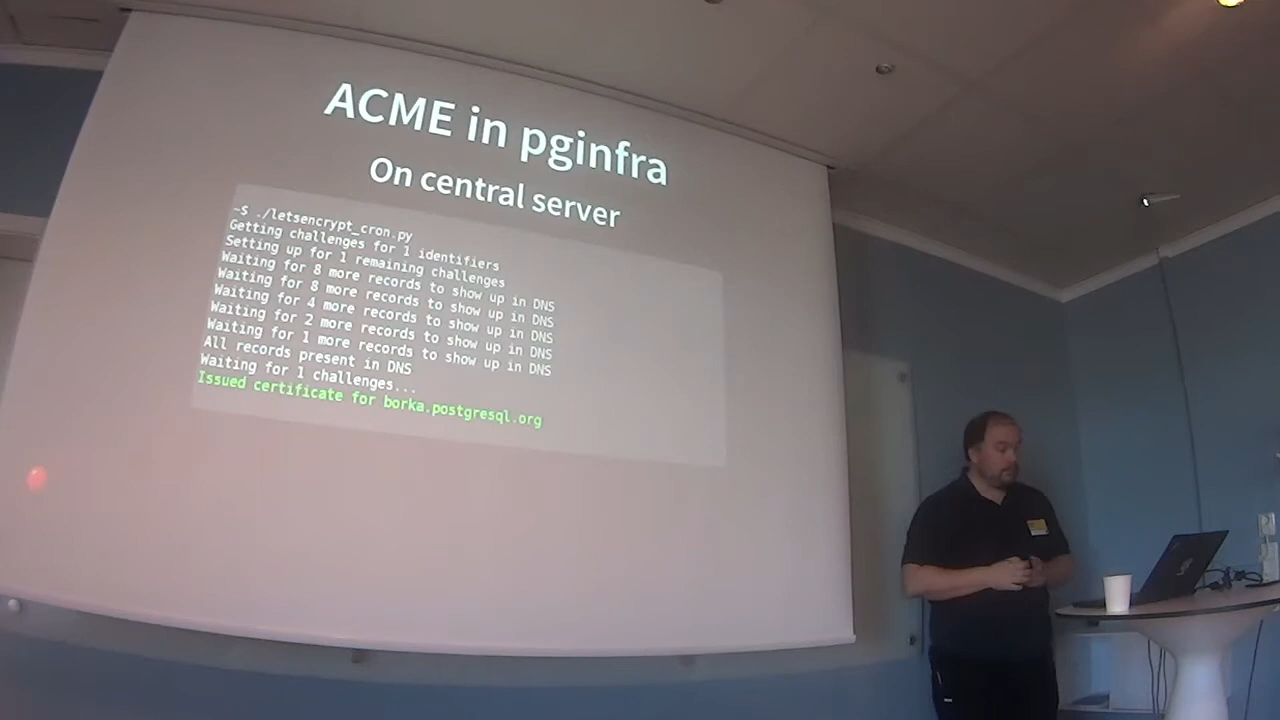 ACME in pginfra
On central server
~$ ./letsencrypt_cron.py
Getting challenges for 1 identifiers
Setting up for 1 remaining challenges
Waiting for 8 more records to show up in DNS
Waiting for 8 more records to show up in DNS
Waiting for 4 more records to show up in DNS
Waiting for 2 more records to show up in DNS
Waiting for 1 more records to show up in DNS
All records present in DNS
Waiting for 1 challenges...
Issued certificate for borka.postgresql.org